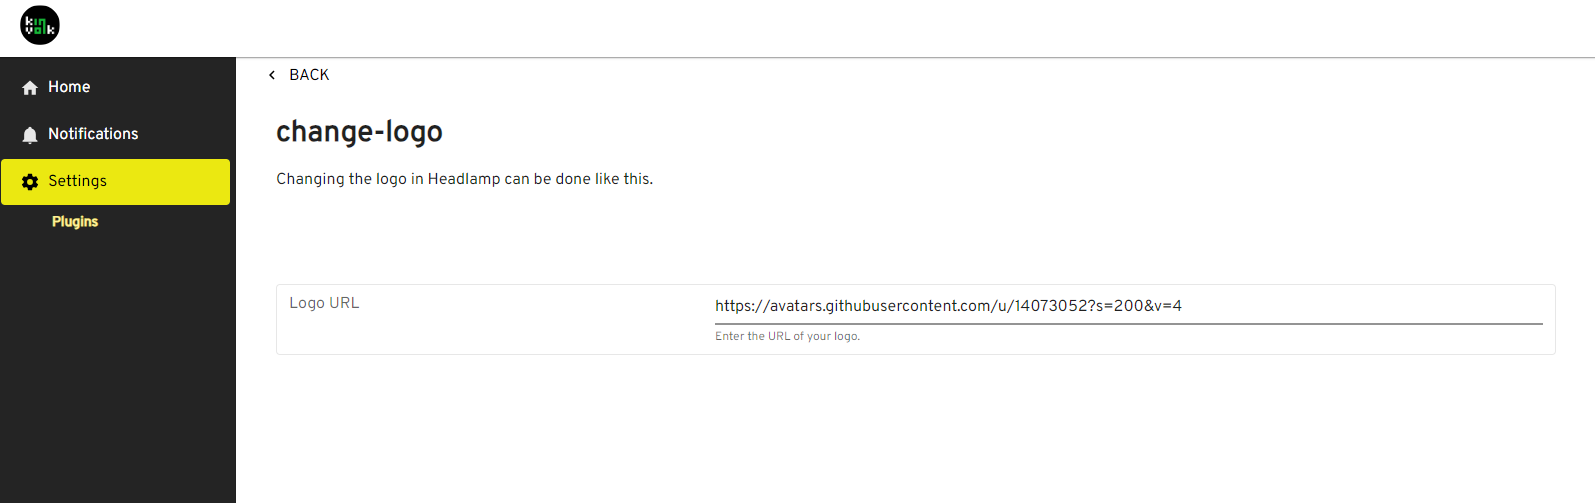 kin
volk
BACK
Home
Notifications
Settings
Plugins
change-logo
Changing the logo in Headlamp can be done like this.
Logo URL
https://avatars.githubusercontent.com/u/14073052?s=200&v=4
Enter the URL of your logo.